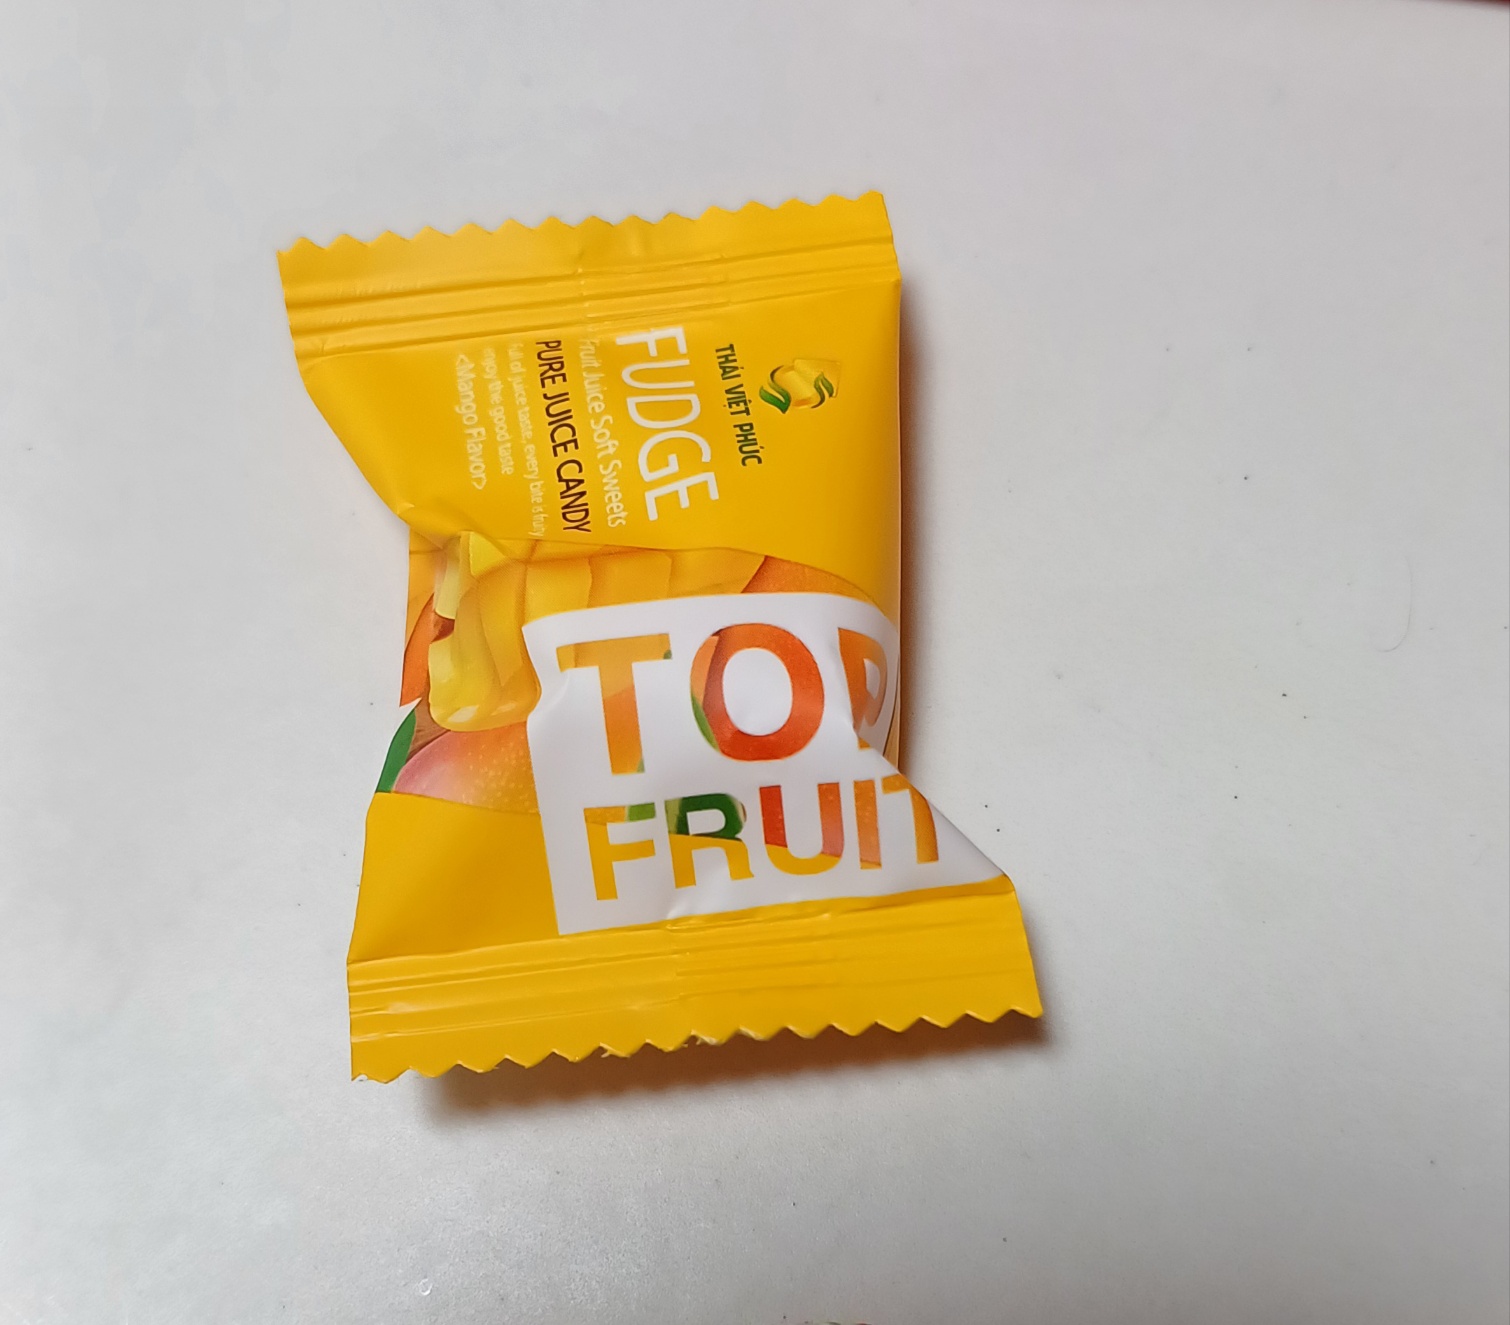 THÁI VIỆT PHÚC
FUDGE
Fruit Juice Soft Sweets
PURE JUICE CANDY
full of juice taste, every bite is fruity
enjoy the good taste
<Mango Flavor>
TOP
FRUIT